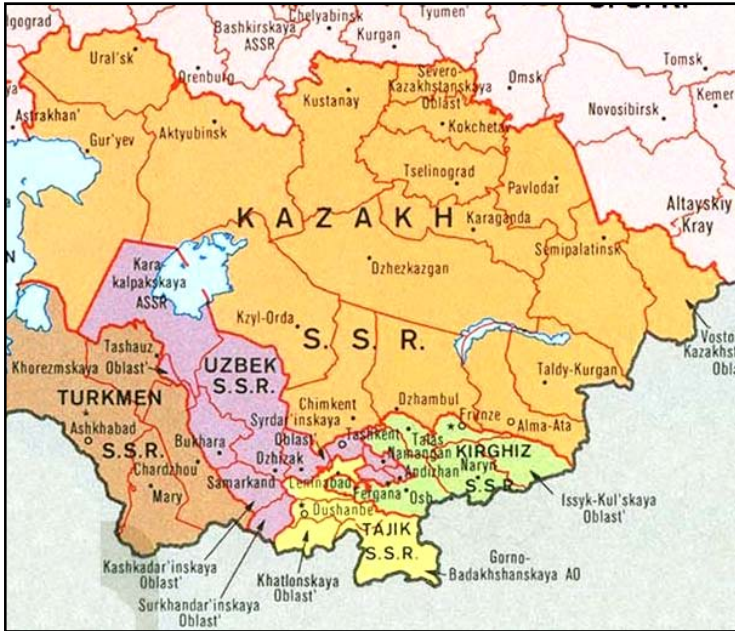 S. F. S. R.
Chelyabinsk
Tyumen'
lgograd
Bashkirskaya
ASSR
Kurgan
Ural'sk
Orenburg
Omsk
Tomsk
Severo-
Kazakhstanskaya
Oblast'
Kustanay
Novosibirsk
Kemer
Astrakhan'
Aktyubinsk
Kokchetav
Gur'yev
Tselinograd
Pavlodar
Altayskiy
Kray
KAZAKH
Karaganda
Semipalatinsk
Kara-
kalpakskaya
ASSR
Dzhezkazgan
Kzyl-Orda
S. S. R.
Vosto
Kazakhst
Obla
Tashauz
Khorezmskaya Oblast'
UZBEK
S.S.R.
Taldy-Kurgan
TURKMEN
Chimkent
Dzhambul
Syrdar'inskaya
Oblast'
Frunze
Alma-Ata
Ashkhabad
S.S.R.
Tashkent
Talas
Bukhara
Dzhizak
Namangan
KIRGHIZ
Chardzhou
Andizhan
Naryn
S.S.R.
Samarkand
Leninabad
Mary
Fergana
Osh
Issyk-Kul'skaya
Oblast'
Dushanbe
TAJIK
S.S.R.
Kashkadar'inskaya
Oblast'
Khatlonskaya
Oblast'
Gorno-
Badakhshanskaya AO
Surkhandar'inskaya
Oblast'